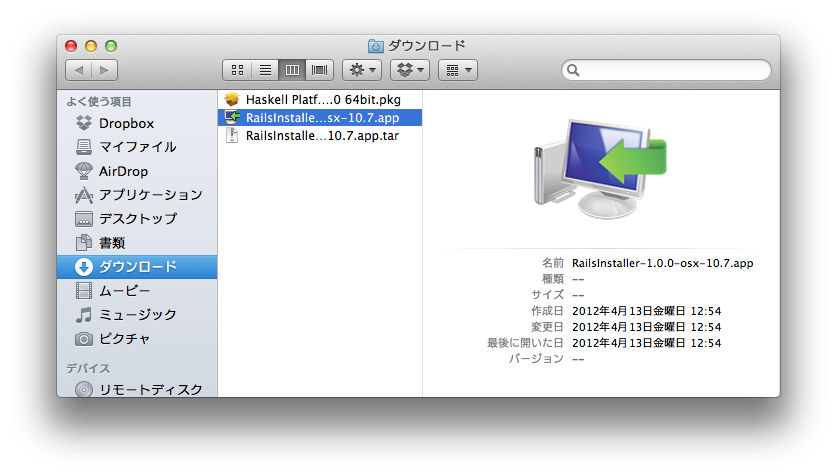 ダウンロード
よく使う項目
Dropbox
マイファイル
AirDrop
アプリケーション
デスクトップ
書類
ダウンロード
ムービー
ミュージック
ピクチャ
デバイス
リモートディスク
Haskell Platf....0 64bit.pkg
RailsInstalle...sx-10.7.app
RailsInstalle...10.7.app.tar
名前 RailsInstaller-1.0.0-osx-10.7.app
種類 --
サイズ --
作成日 2012年4月13日金曜日 12:54
変更日 2012年4月13日金曜日 12:54
最後に開いた日 2012年4月13日金曜日 12:54
バージョン --